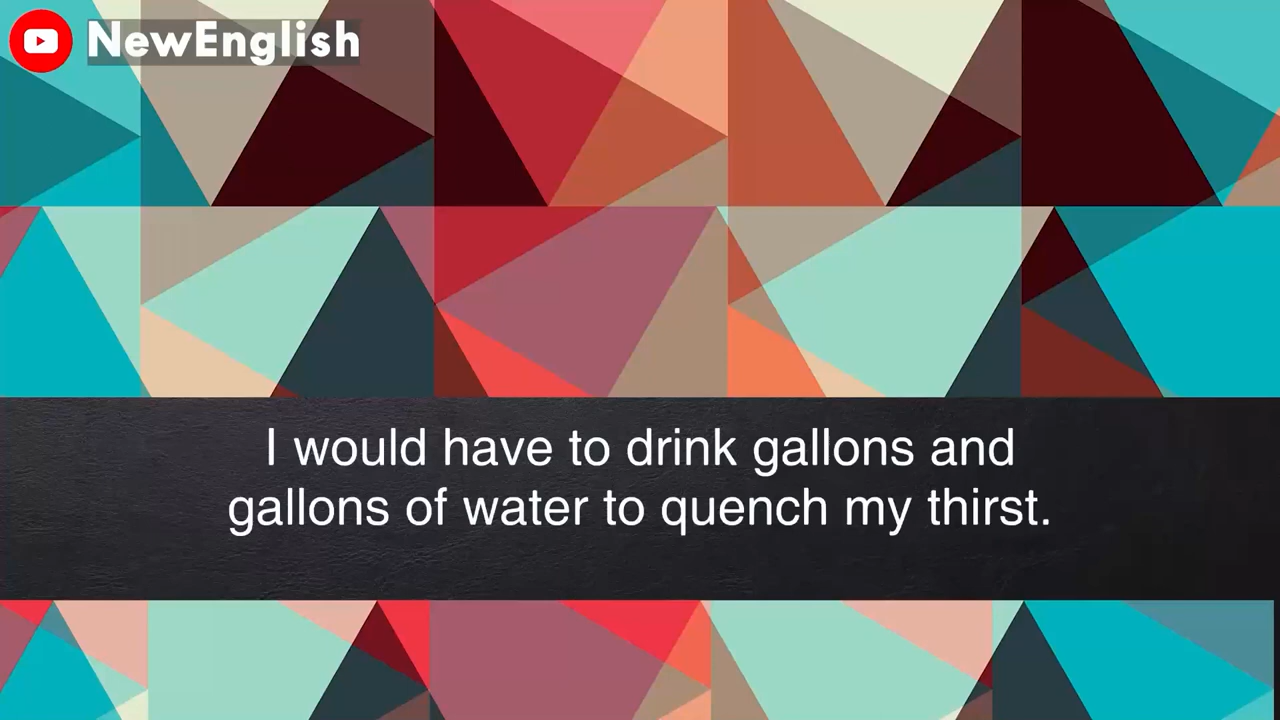 NewEnglish
I would have to drink gallons and
gallons of water to quench my thirst.